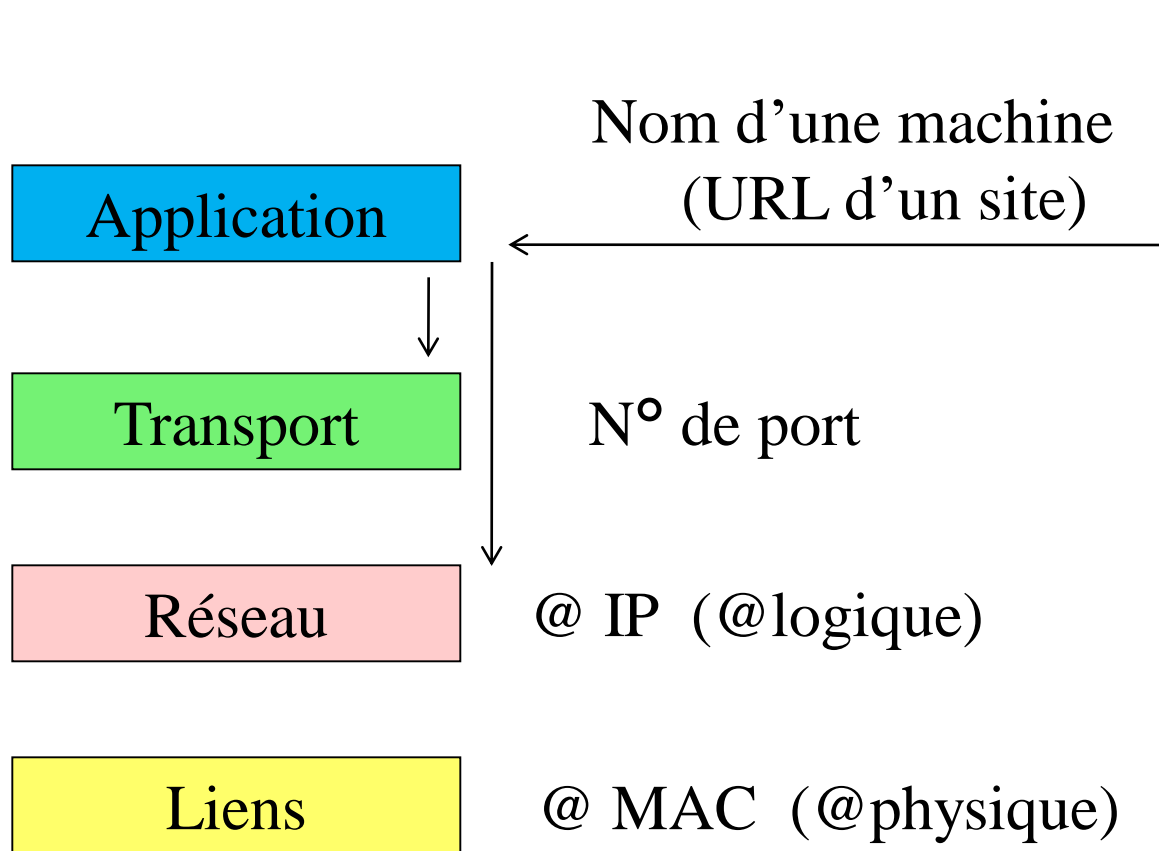 Nom d’une machine
(URL d’un site)
Application
Transport
N° de port
Réseau
@ IP (@logique)
Liens
@ MAC (@physique)